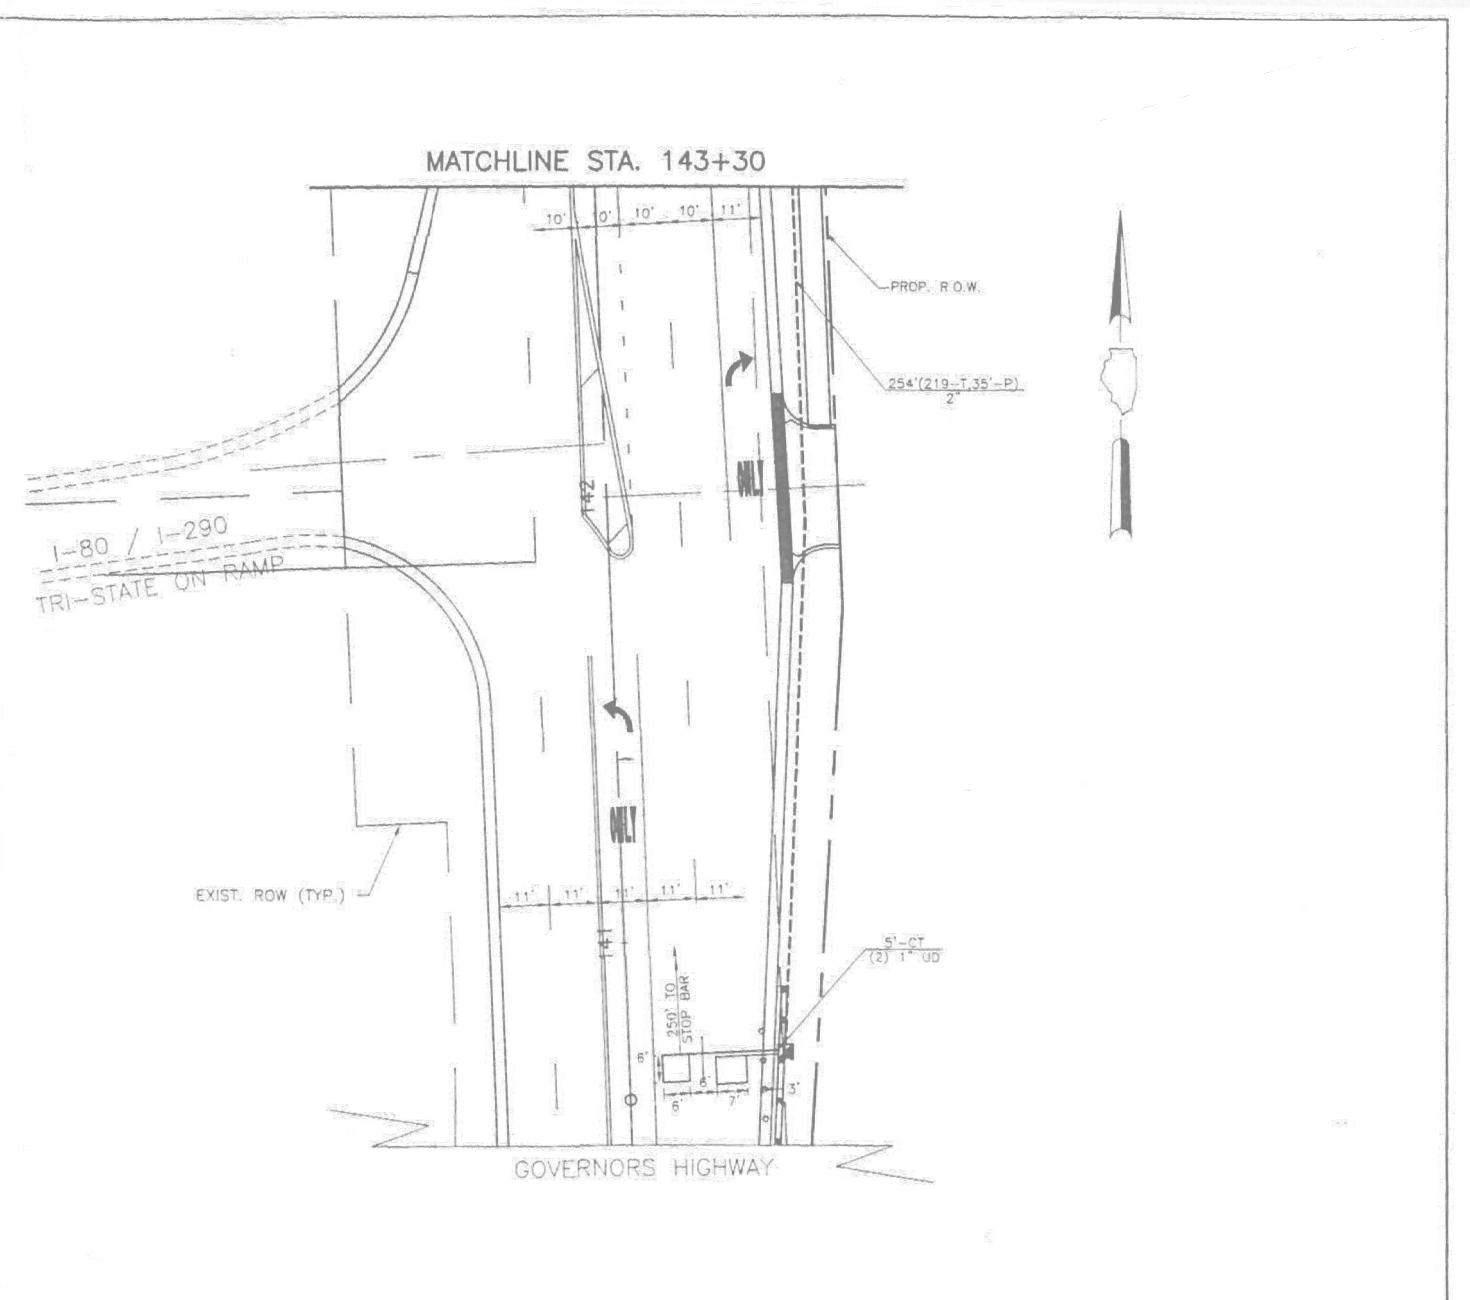 MATCHLINE STA. 143+30
10' 10' 10' 10' 11'
PROP. R.O.W.
254'(219-T,35'-P)
2"
ONLY
142
I-80 / I-290
TRI-STATE ON RAMP
ONLY
EXIST. ROW (TYP.)
11' 11' 11' 11' 11'
141
5'-CT
(2) 1" UD
250' TO
STOP BAR
6'
6'
6'
7'
3'
GOVERNORS HIGHWAY